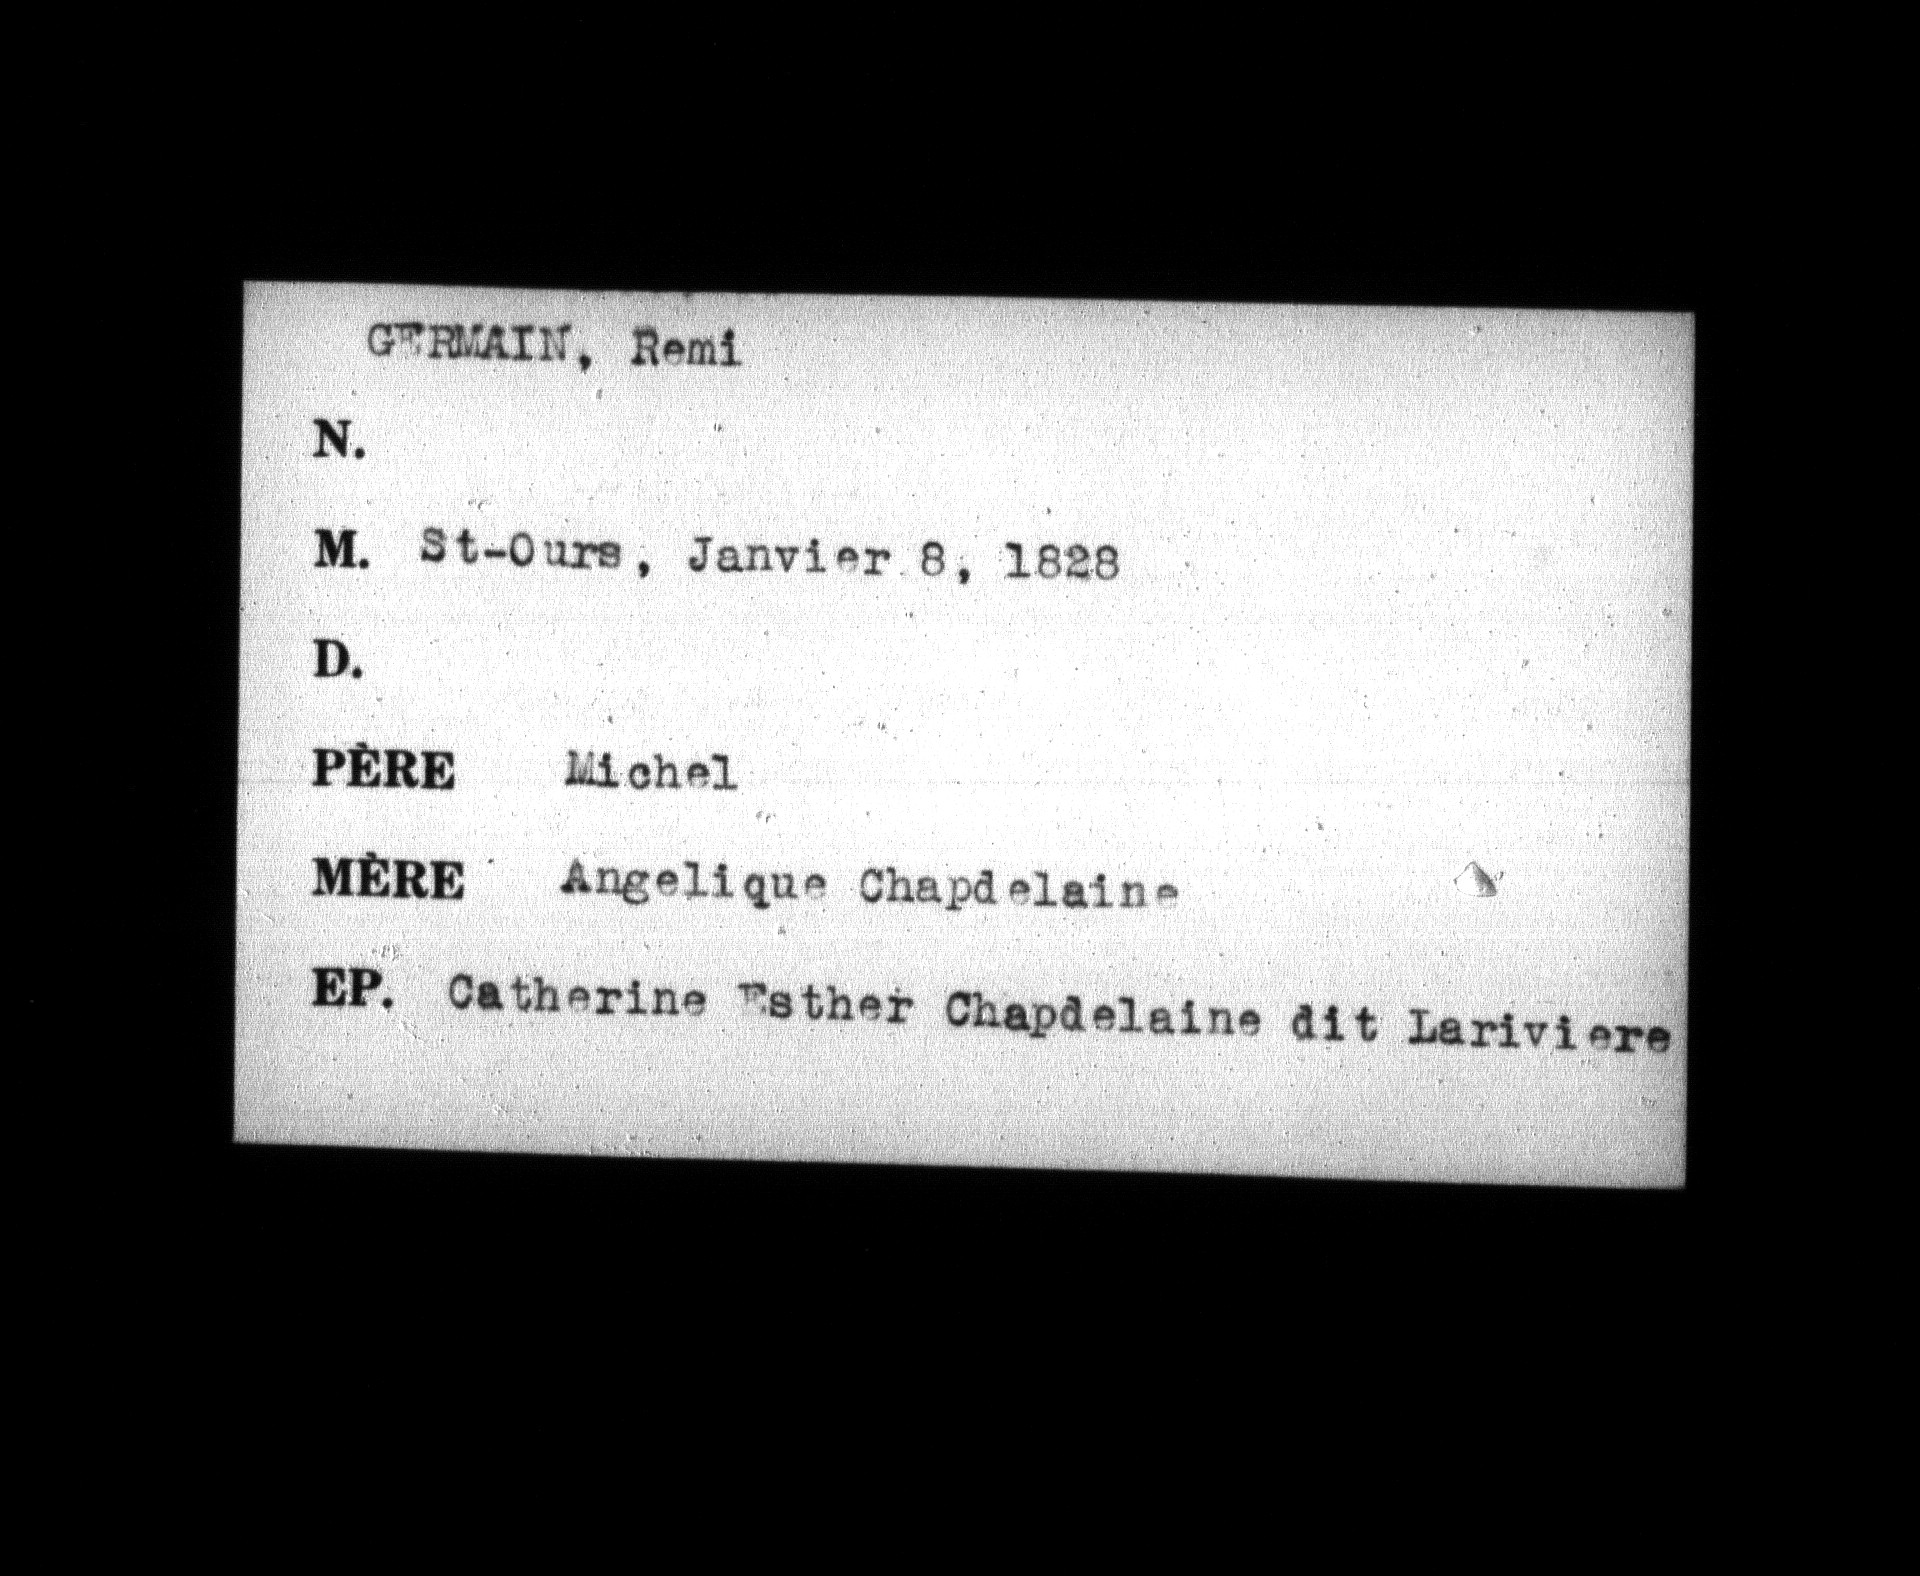 GERMAIN, Remi
N.
M. St-Ours, Janvier 8, 1828
D.
PÈRE Michel
MÈRE Angelique Chapdelaine
EP. Catherine Esther Chapdelaine dit Lariviere